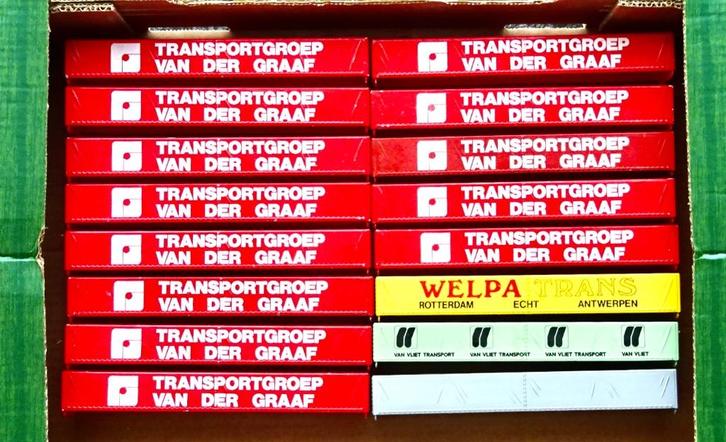 TRANSPORTGROEP
VAN DER GRAAF
TRANSPORTGROEP
VAN DER GRAAF
TRANSPORTGROEP
VAN DER GRAAF
TRANSPORTGROEP
VAN DER GRAAF
TRANSPORTGROEP
VAN DER GRAAF
TRANSPORTGROEP
VAN DER GRAAF
TRANSPORTGROEP
VAN DER GRAAF
TRANSPORTGROEP
VAN DER GRAAF
TRANSPORTGROEP
VAN DER GRAAF
TRANSPORTGROEP
VAN DER GRAAF
TRANSPORTGROEP
VAN DER GRAAF
TRANSPORTGROEP
VAN DER GRAAF
TRANSPORTGROEP
VAN DER GRAAF
WELPA TRANS
ROTTERDAM ECHT ANTWERPEN
VAN VLIET TRANSPORT VAN VLIET TRANSPORT VAN VLIET TRANSPORT VAN VLIET